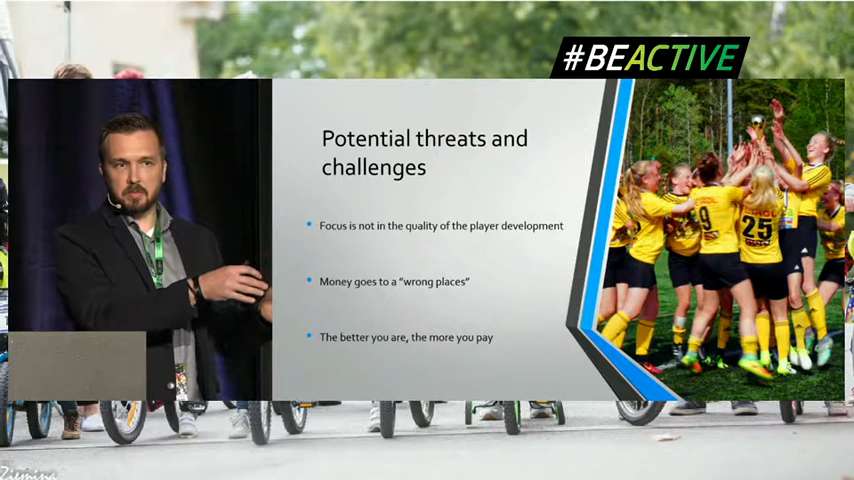 #BEACTIVE
Potential threats and
challenges
Focus is not in the quality of the player development
Money goes to a “wrong places”
The better you are, the more you pay
9
25
Ziemina